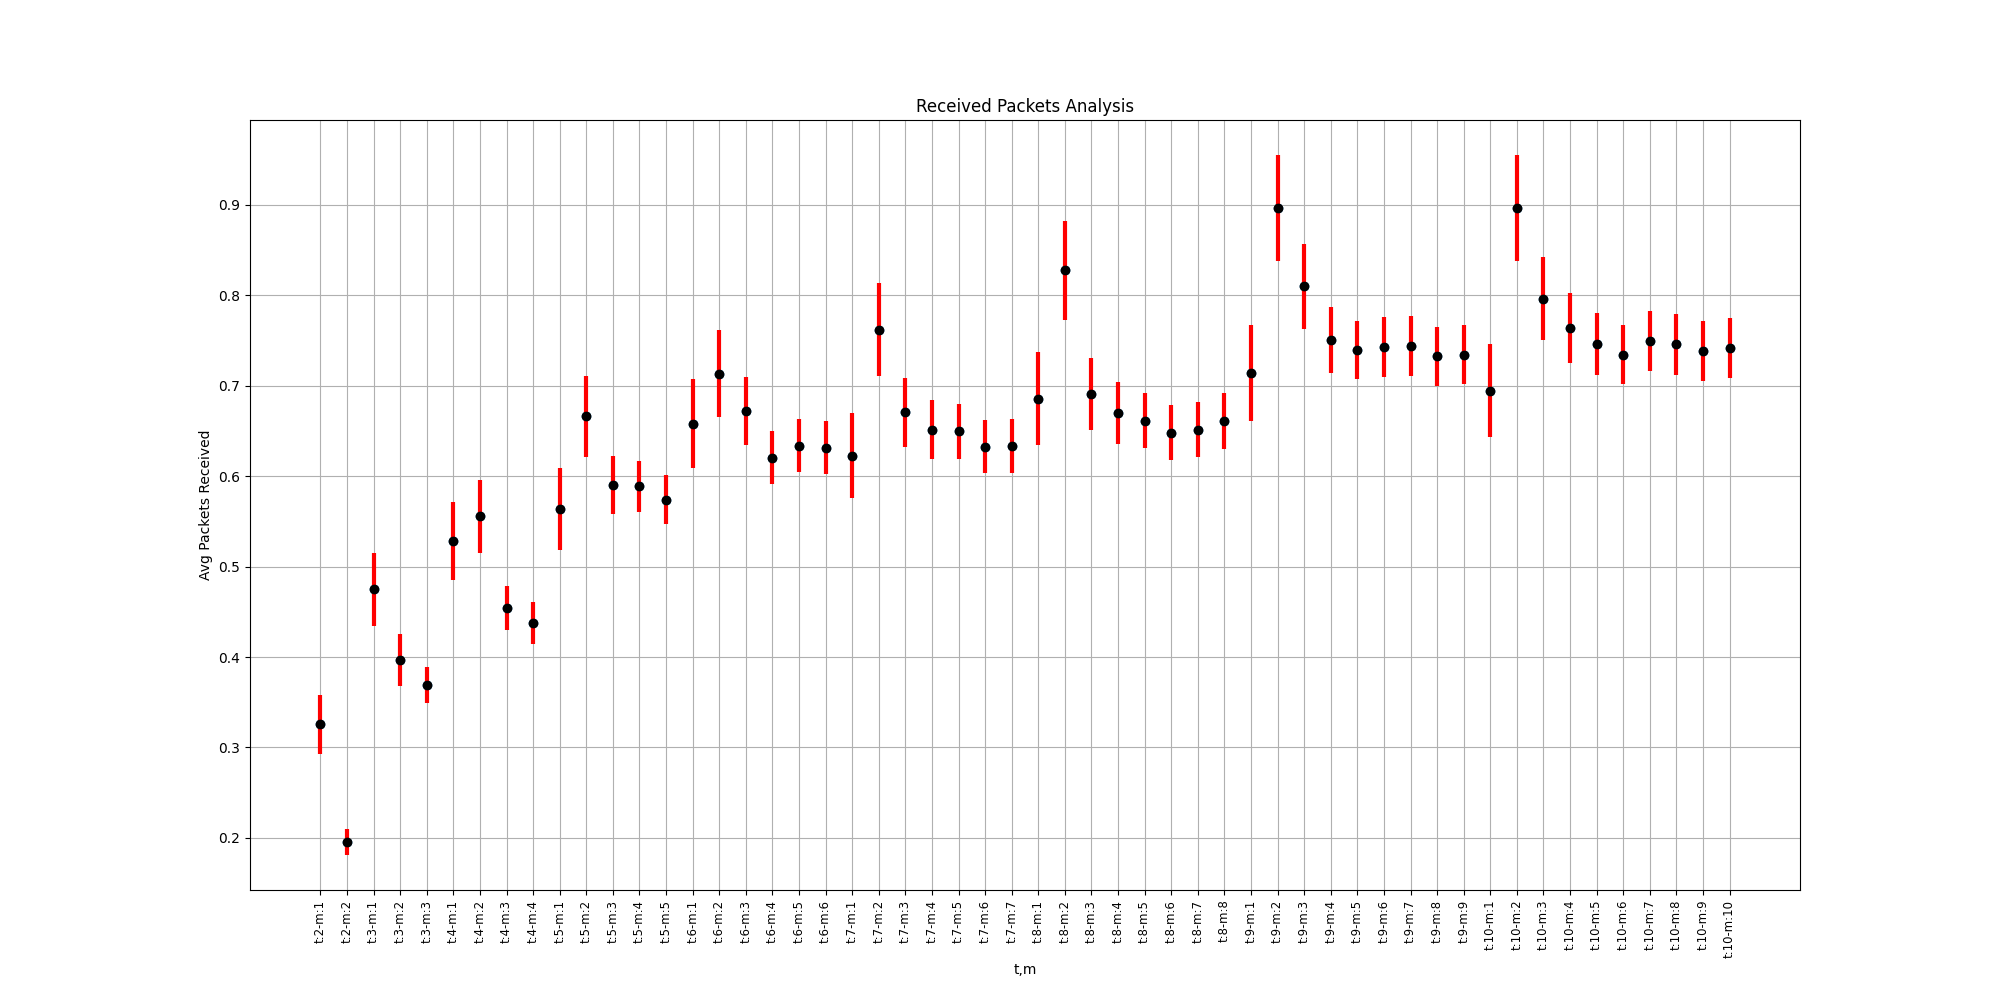 Received Packets Analysis
Avg Packets Received
0.9
0.8
0.7
0.6
0.5
0.4
0.3
0.2
t:2-m:1
t:2-m:2
t:3-m:1
t:3-m:2
t:3-m:3
t:4-m:1
t:4-m:2
t:4-m:3
t:4-m:4
t:5-m:1
t:5-m:2
t:5-m:3
t:5-m:4
t:5-m:5
t:6-m:1
t:6-m:2
t:6-m:3
t:6-m:4
t:6-m:5
t:6-m:6
t:7-m:1
t:7-m:2
t:7-m:3
t:7-m:4
t:7-m:5
t:7-m:6
t:7-m:7
t:8-m:1
t:8-m:2
t:8-m:3
t:8-m:4
t:8-m:5
t:8-m:6
t:8-m:7
t:8-m:8
t:9-m:1
t:9-m:2
t:9-m:3
t:9-m:4
t:9-m:5
t:9-m:6
t:9-m:7
t:9-m:8
t:9-m:9
t:10-m:1
t:10-m:2
t:10-m:3
t:10-m:4
t:10-m:5
t:10-m:6
t:10-m:7
t:10-m:8
t:10-m:9
t:10-m:10
t,m